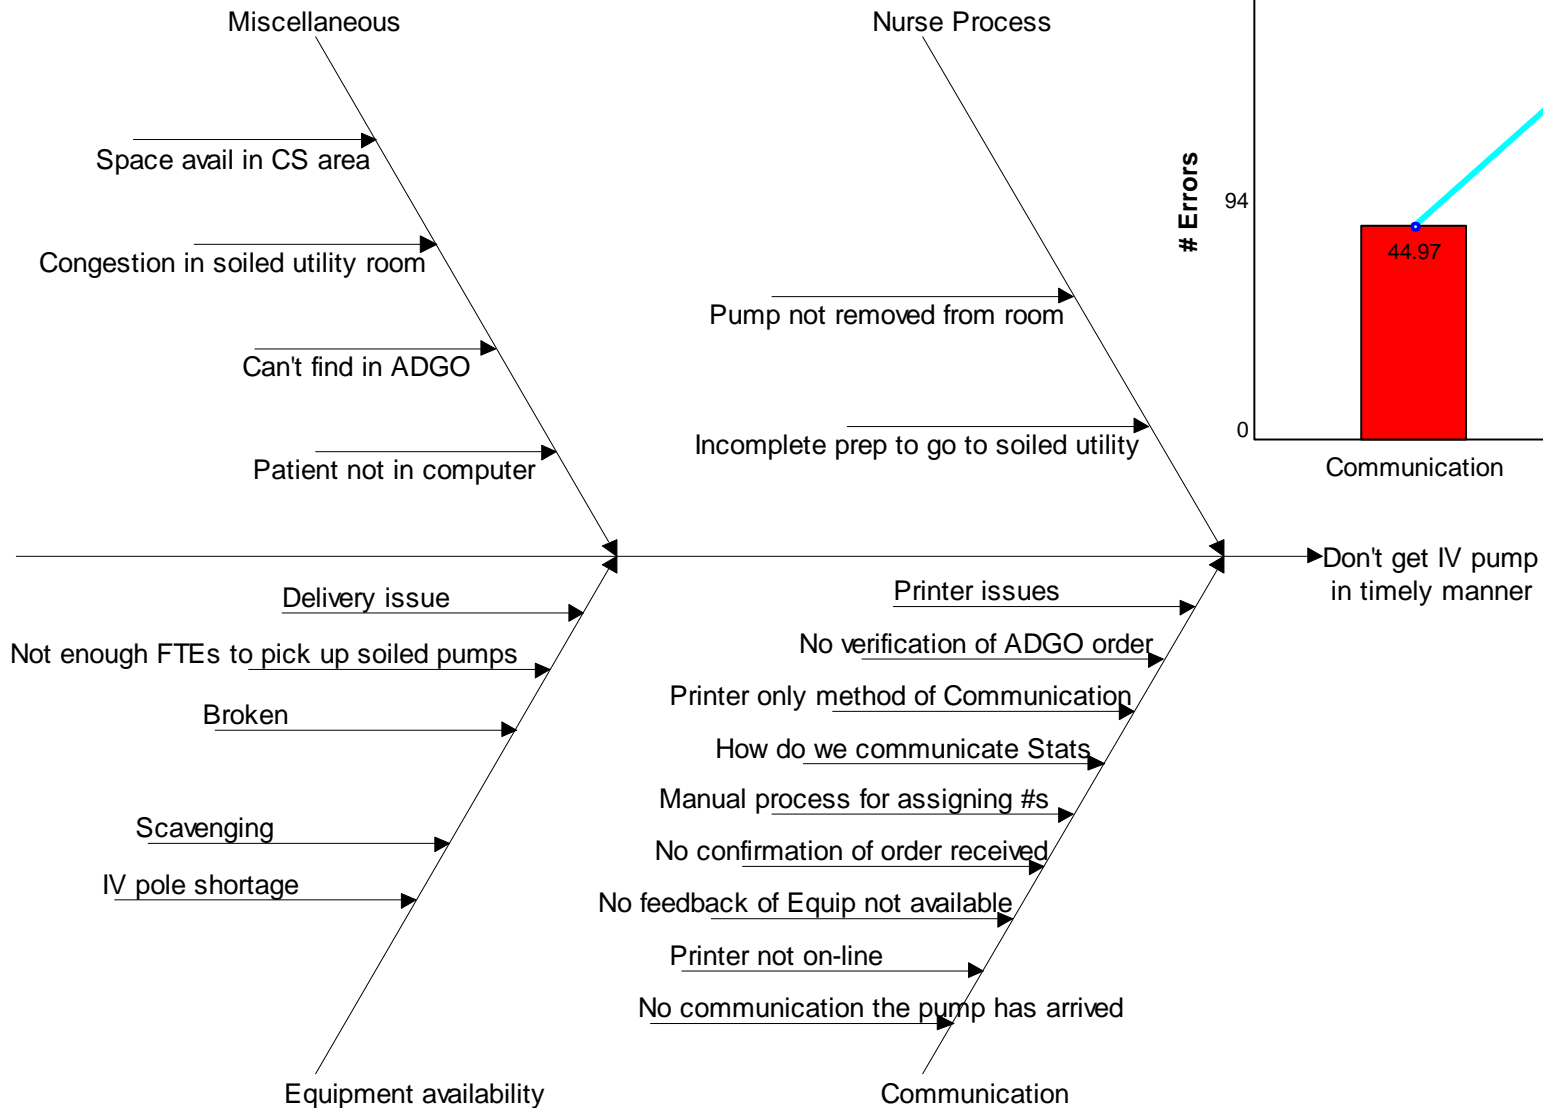 Miscellaneous
Nurse Process
Space avail in CS area
Congestion in soiled utility room
Can't find in ADGO
Patient not in computer
Pump not removed from room
Incomplete prep to go to soiled utility
# Errors
94
44.97
0
Communication
Don't get IV pump
in timely manner
Delivery issue
Not enough FTEs to pick up soiled pumps
Broken
Scavenging
IV pole shortage
Equipment availability
Printer issues
No verification of ADGO order
Printer only method of Communication
How do we communicate Stats
Manual process for assigning #s
No confirmation of order received
No feedback of Equip not available
Printer not on-line
No communication the pump has arrived
Communication